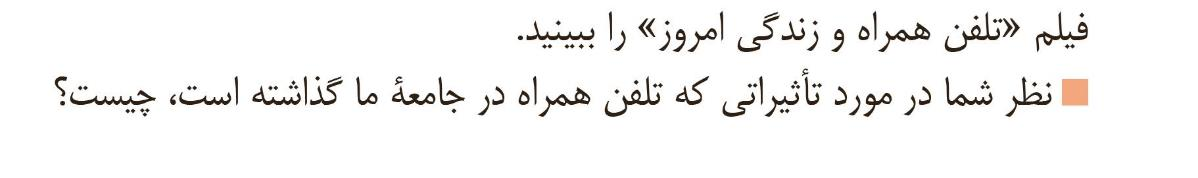 فیلم «تلفن همراه و زندگی امروز» را ببینید.
نظر شما در مورد تأثیراتی که تلفن همراه در جامعهٔ ما گذاشته است، چیست؟